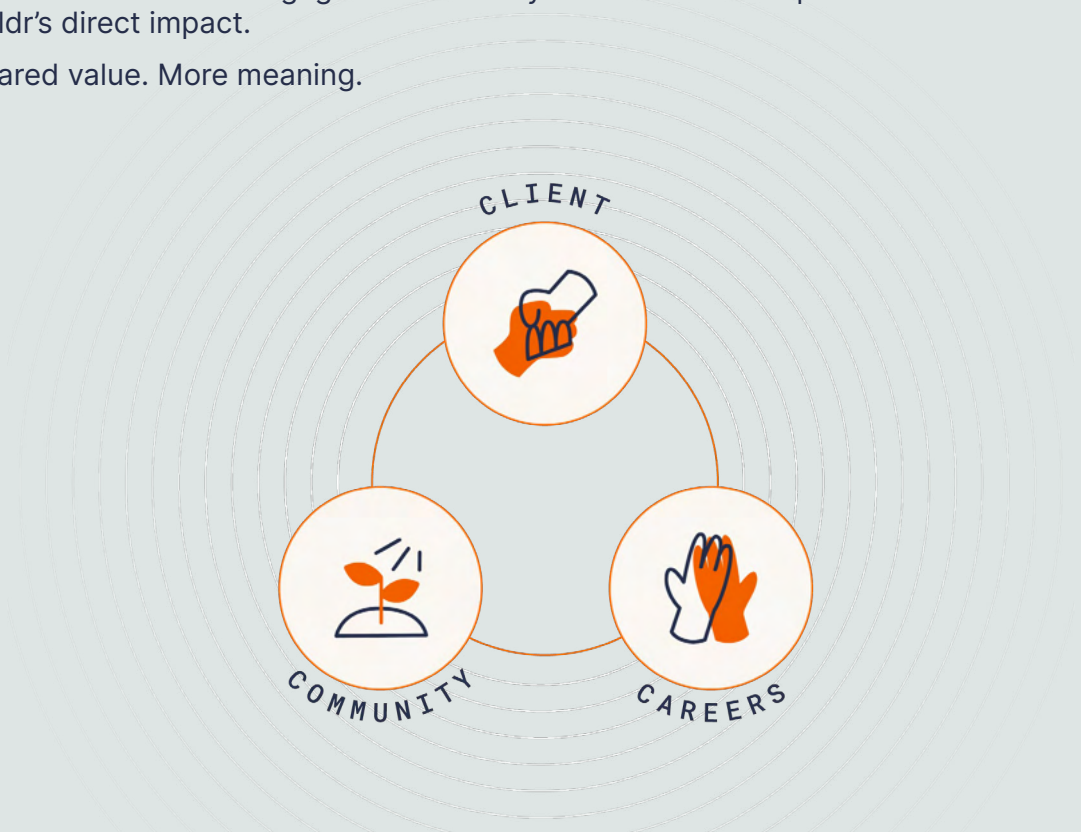 ldr’s direct impact.
ared value. More meaning.
CLIENT
COMMUNITY
CAREERS